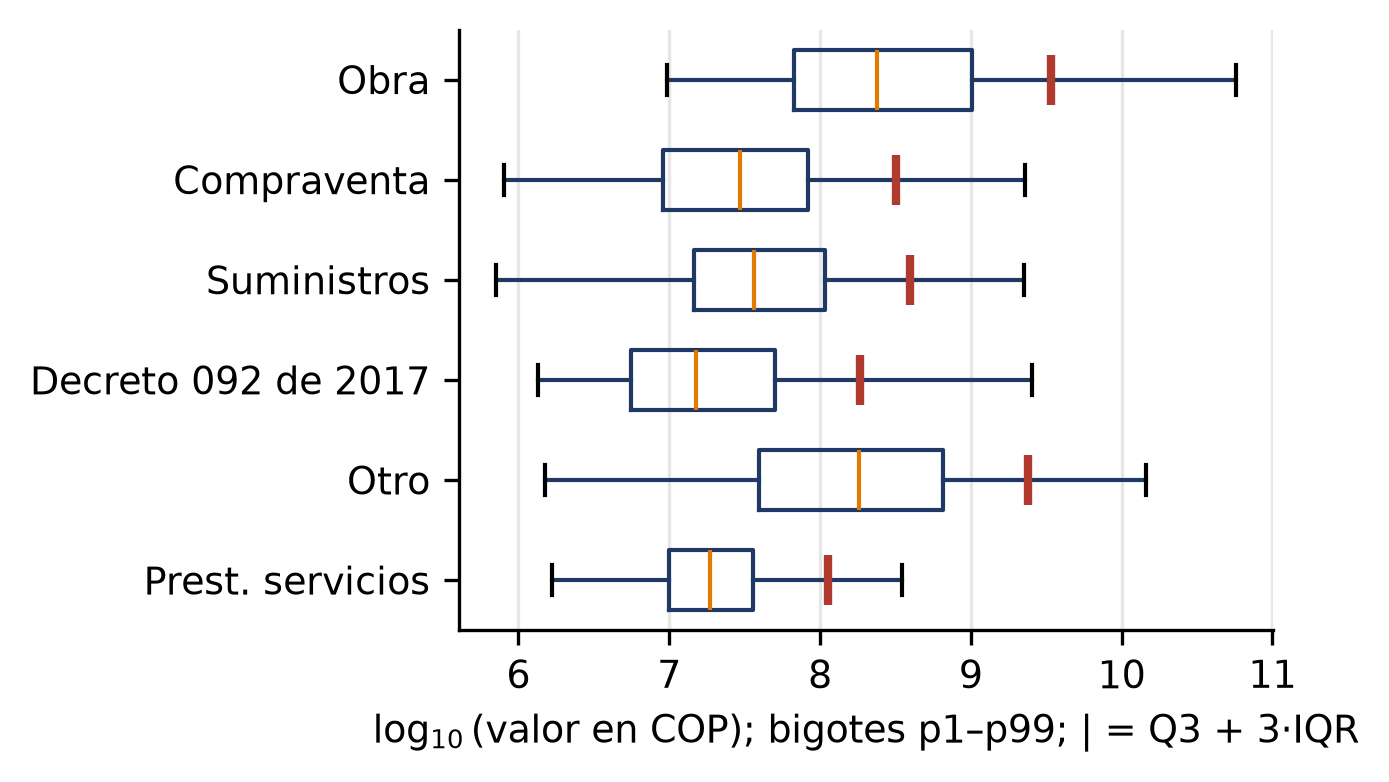 Obra
Compraventa
Suministros
Decreto 092 de 2017
Otro
Prest. servicios
6 7 8 9 10 11
log₁₀ (valor en COP); bigotes p1–p99; | = Q3 + 3·IQR